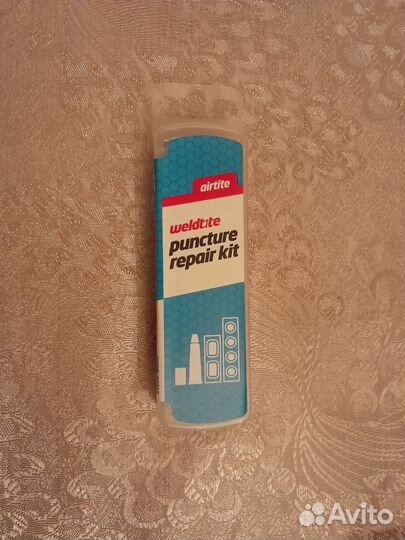 airtite
weldtite
puncture
repair kit
Avito